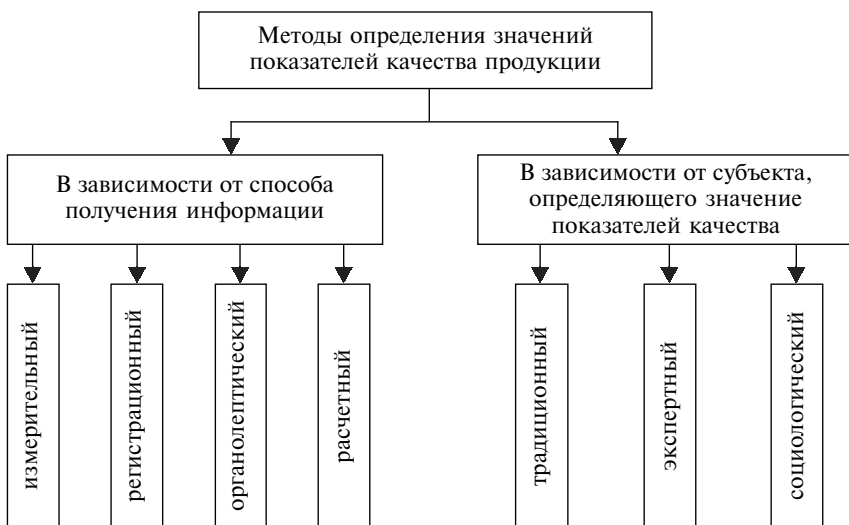 Методы определения значений
показателей качества продукции
В зависимости от способа
получения информации
В зависимости от субъекта,
определяющего значение
показателей качества
измерительный
регистрационный
органолептический
расчетный
традиционный
экспертный
социологический